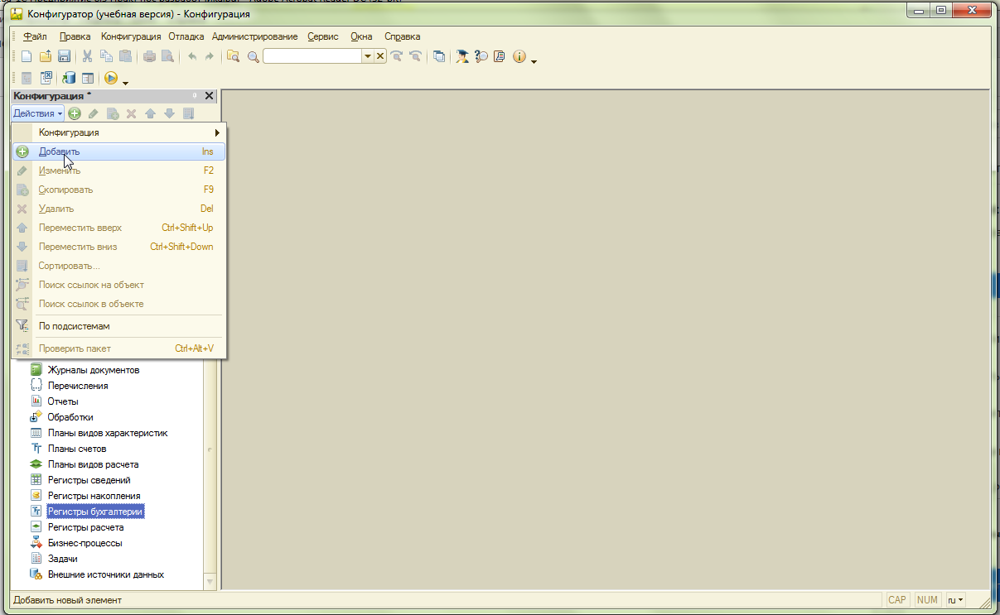 Конфигуратор (учебная версия) - Конфигурация
Файл Правка Конфигурация Отладка Администрирование Сервис Окна Справка
Конфигурация *
Действия
Конфигурация
Добавить Ins
Изменить F2
Скопировать F9
Удалить Del
Переместить вверх Ctrl+Shift+Up
Переместить вниз Ctrl+Shift+Down
Сортировать...
Поиск ссылок на объект
Поиск ссылок в объекте
По подсистемам
Проверить пакет Ctrl+Alt+V
Журналы документов
Перечисления
Отчеты
Обработки
Планы видов характеристик
Планы счетов
Планы видов расчета
Регистры сведений
Регистры накопления
Регистры бухгалтерии
Регистры расчета
Бизнес-процессы
Задачи
Внешние источники данных
Добавить новый элемент CAP NUM ru